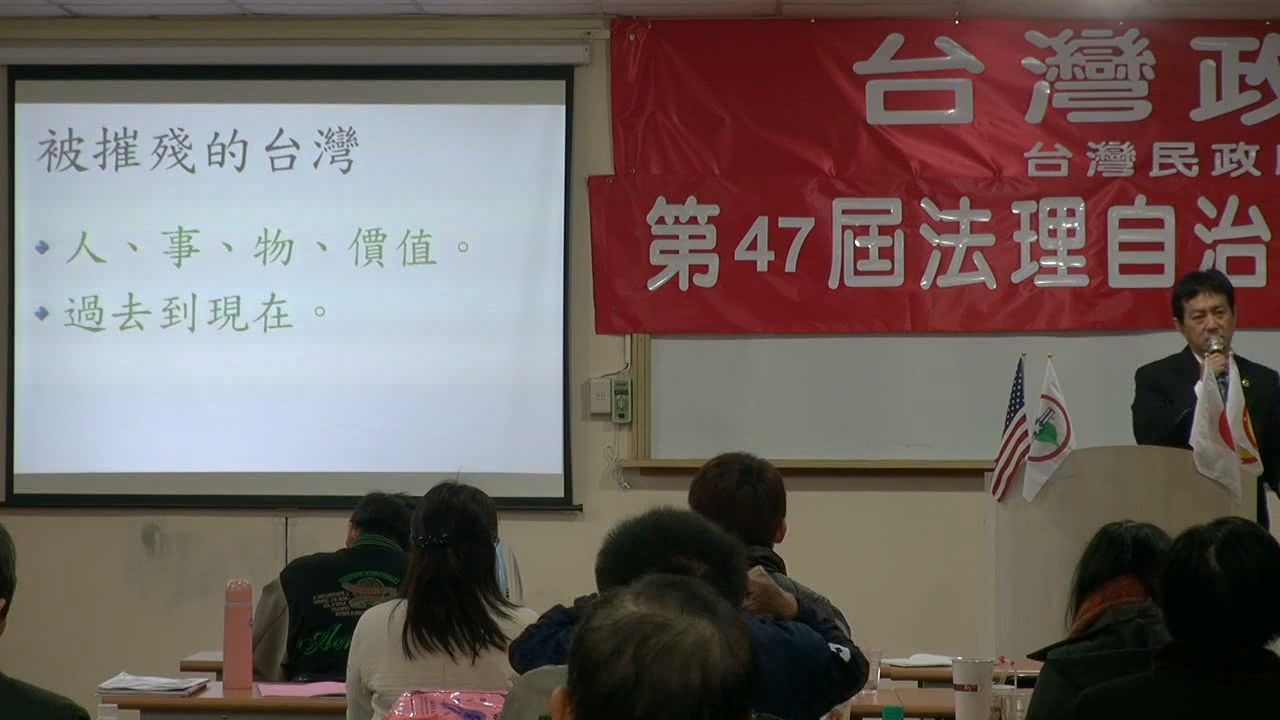 被摧殘的台灣
人、事、物、價值。
過去到現在。
台灣政
台灣民政
第47屆法理自治